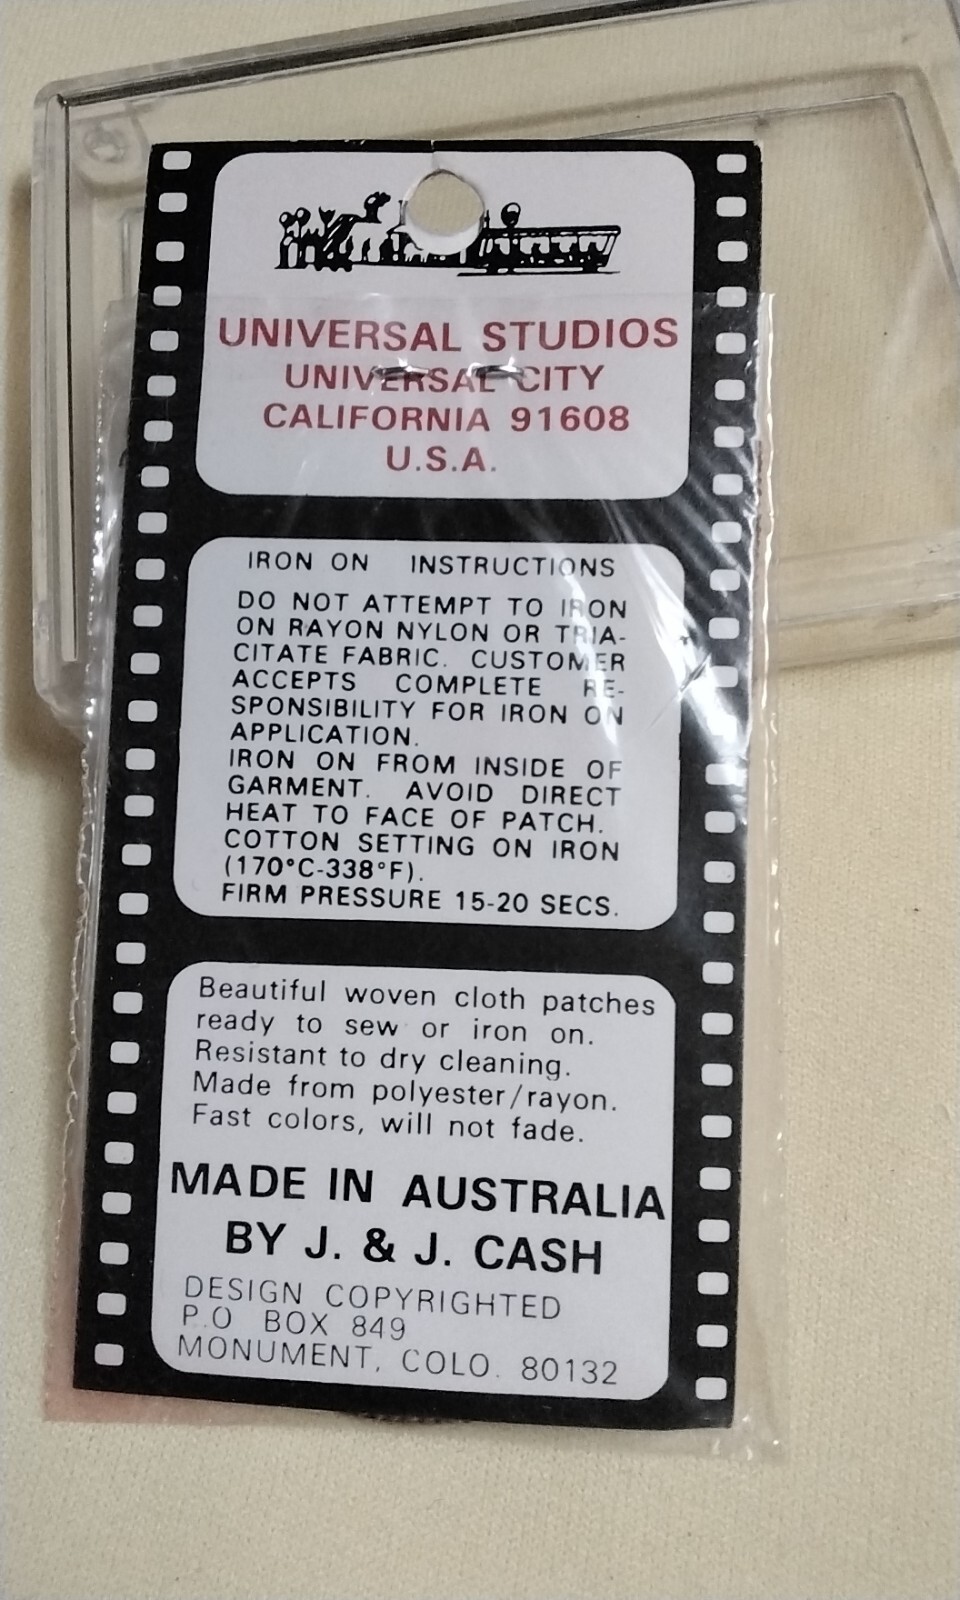 UNIVERSAL STUDIOS
UNIVERSAL CITY
CALIFORNIA 91608
U.S.A.
IRON ON INSTRUCTIONS
DO NOT ATTEMPT TO IRON
ON RAYON NYLON OR TRIA-
CITATE FABRIC. CUSTOMER
ACCEPTS COMPLETE RE-
SPONSIBILITY FOR IRON ON
APPLICATION.
IRON ON FROM INSIDE OF
GARMENT. AVOID DIRECT
HEAT TO FACE OF PATCH.
COTTON SETTING ON IRON
(170°C-338°F).
FIRM PRESSURE 15-20 SECS.
Beautiful woven cloth patches
ready to sew or iron on.
Resistant to dry cleaning.
Made from polyester/rayon.
Fast colors, will not fade.
MADE IN AUSTRALIA
BY J. & J. CASH
DESIGN COPYRIGHTED
P.O BOX 849
MONUMENT, COLO. 80132